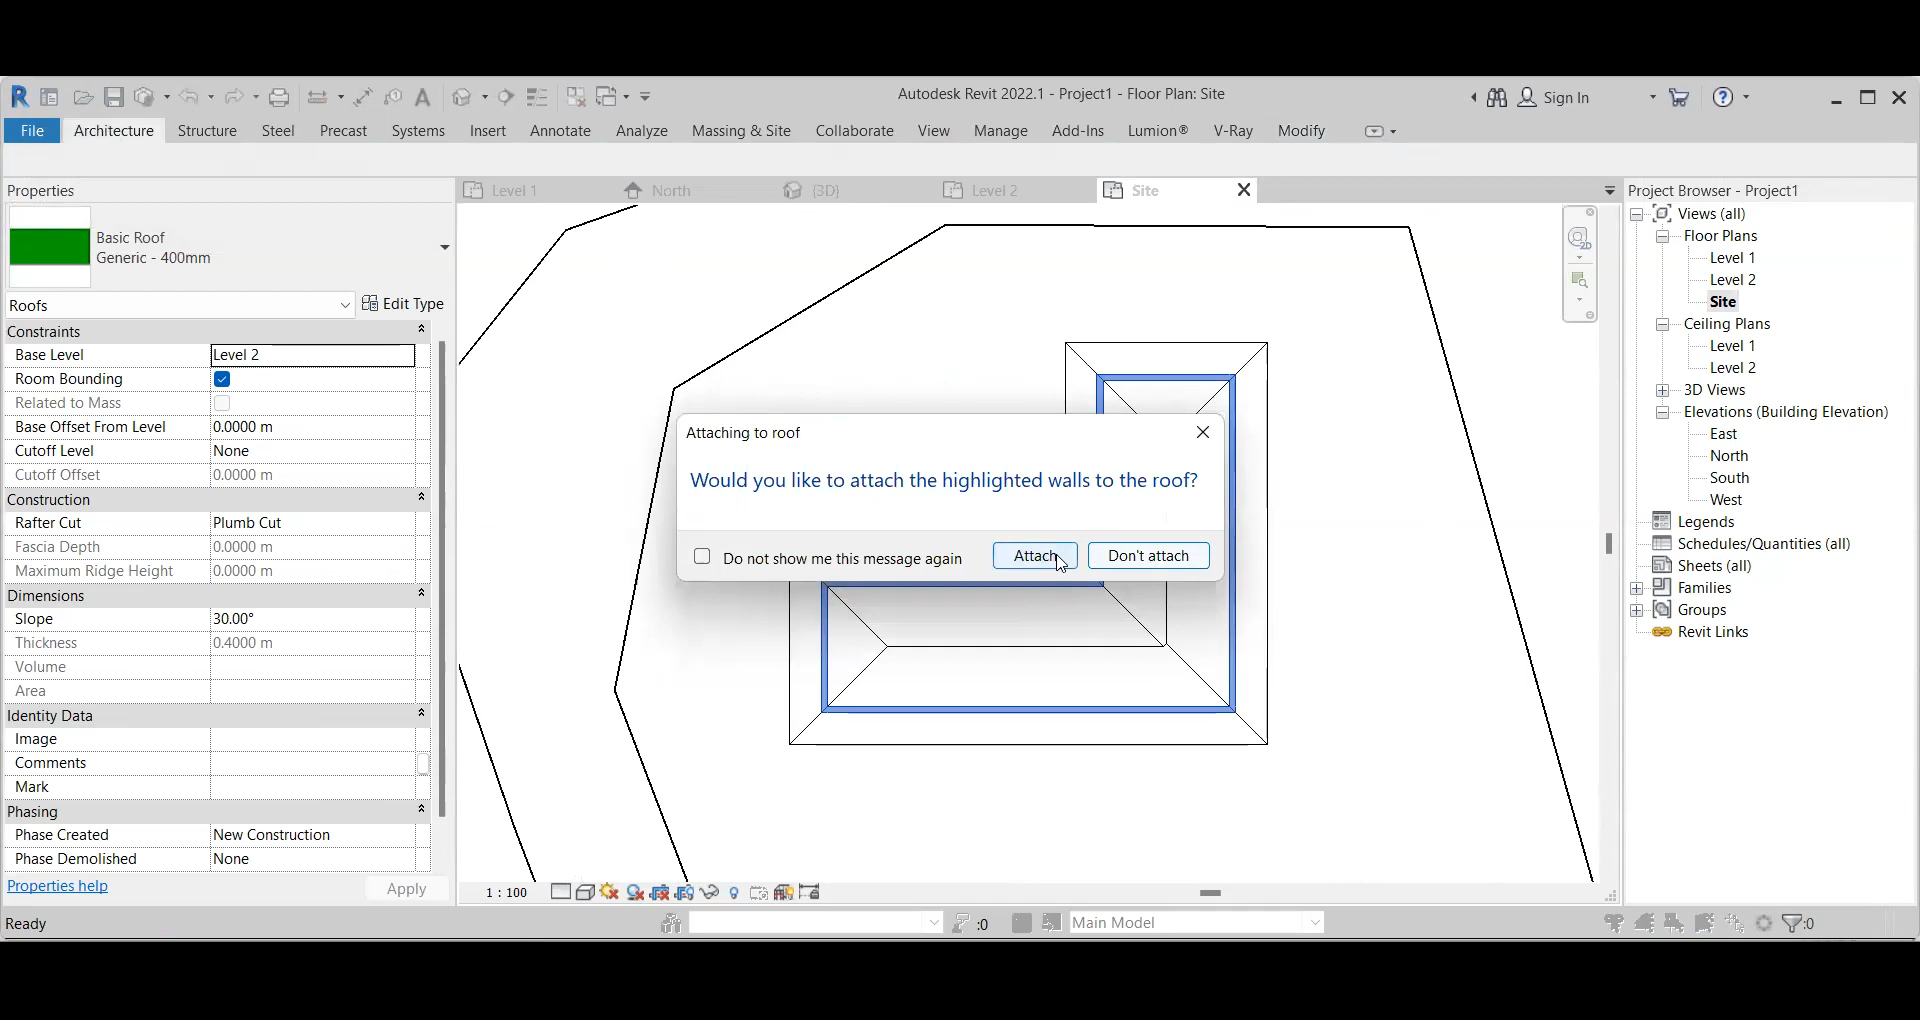 Autodesk Revit 2022.1 - Project1 - Floor Plan: Site
Sign In
File Architecture Structure Steel Precast Systems Insert Annotate Analyze Massing & Site Collaborate View Manage Add-Ins Lumion® V-Ray Modify
Properties
Basic Roof
Generic - 400mm
Roofs
Edit Type
Constraints
Base Level Level 2
Room Bounding
Related to Mass
Base Offset From Level 0.0000 m
Cutoff Level None
Cutoff Offset 0.0000 m
Construction
Rafter Cut Plumb Cut
Fascia Depth 0.0000 m
Maximum Ridge Height 0.0000 m
Dimensions
Slope 30.00°
Thickness 0.4000 m
Volume
Area
Identity Data
Image
Comments
Mark
Phasing
Phase Created New Construction
Phase Demolished None
Properties help
Apply
Level 1 North {3D} Level 2 Site
Attaching to roof
Would you like to attach the highlighted walls to the roof?
Do not show me this message again
Attach
Don't attach
2D
1 : 100
Project Browser - Project1
Views (all)
Floor Plans
Level 1
Level 2
Site
Ceiling Plans
Level 1
Level 2
3D Views
Elevations (Building Elevation)
East
North
South
West
Legends
Schedules/Quantities (all)
Sheets (all)
Families
Groups
Revit Links
Ready
:0
Main Model
:0